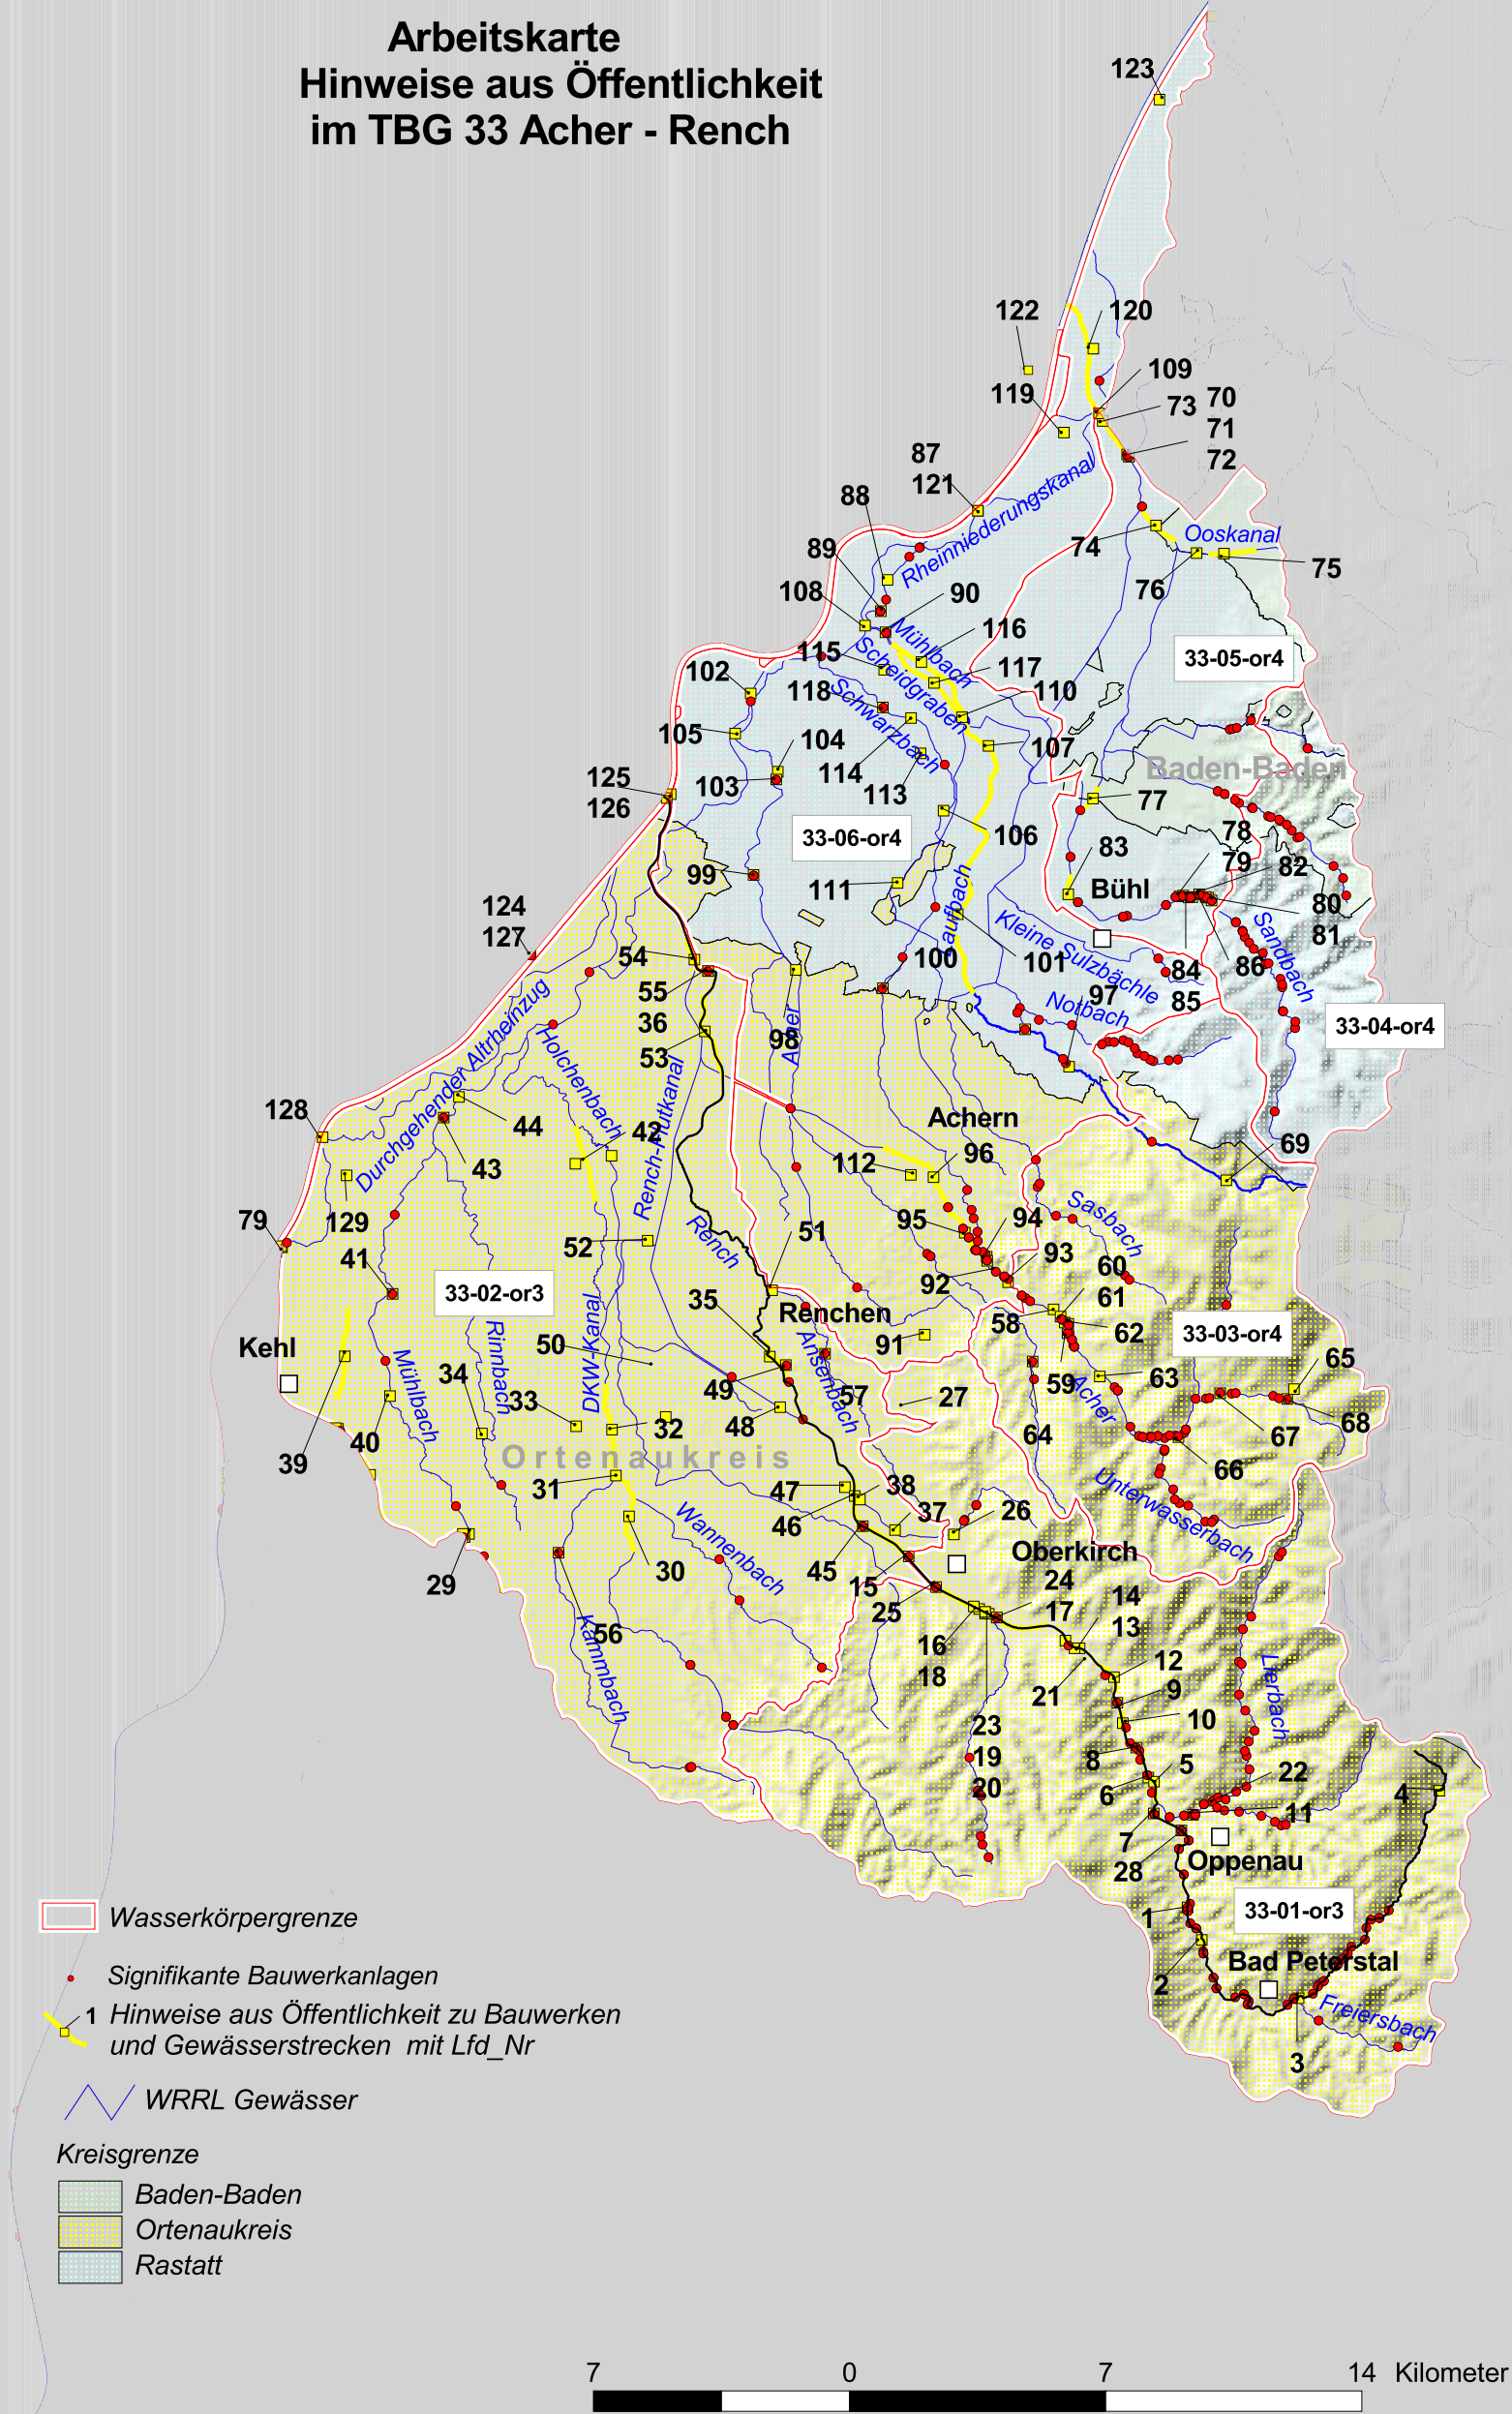 Arbeitskarte
Hinweise aus Öffentlichkeit
im TBG 33 Acher - Rench
123
122
120
119
109
73
70
71
72
87
121
88
Rheinniederungskanal
89
74
Ooskanal
76
75
108
90
Mühlbach
116
115
Scheidgraben
117
33-05-or4
102
118
Schwarzbach
110
105
104
114
107
103
113
Baden-Baden
125
126
77
33-06-or4
106
78
79
83
82
99
111
Bühl
80
81
124
127
Laufbach
Kleine Sulzbächle
Sandbach
54
100
101
84
85
86
55
97
Notbach
33-04-or4
36
53
98
Acher
Durchgehender Altrheinzug
Holchenbach
Rench-Flutkanal
128
44
42
Achern
69
43
112
96
79
129
95
94
Sasbach
41
52
Rench
51
93
60
61
33-02-or3
92
35
Renchen
58
62
33-03-or4
Kehl
50
91
65
Rinnbach
DKW-Kanal
Ansenbach
Mühlbach
34
33
49
57
27
59
Acher
63
68
48
32
64
67
39
40
Ortenaukreis
66
31
47
38
Unterwasserbach
46
37
26
Wannenbach
Oberkirch
29
30
45
15
24
14
25
17
13
56
Kammbach
16
18
12
21
9
Lierbach
23
10
19
8
5
22
20
6
4
11
7
28
Oppenau
1
33-01-or3
2
Bad Peterstal
Freiersbach
3
Wasserkörpergrenze
Signifikante Bauwerkanlagen
1 Hinweise aus Öffentlichkeit zu Bauwerken
und Gewässerstrecken mit Lfd_Nr
WRRL Gewässer
Kreisgrenze
Baden-Baden
Ortenaukreis
Rastatt
7 0 7 14 Kilometer